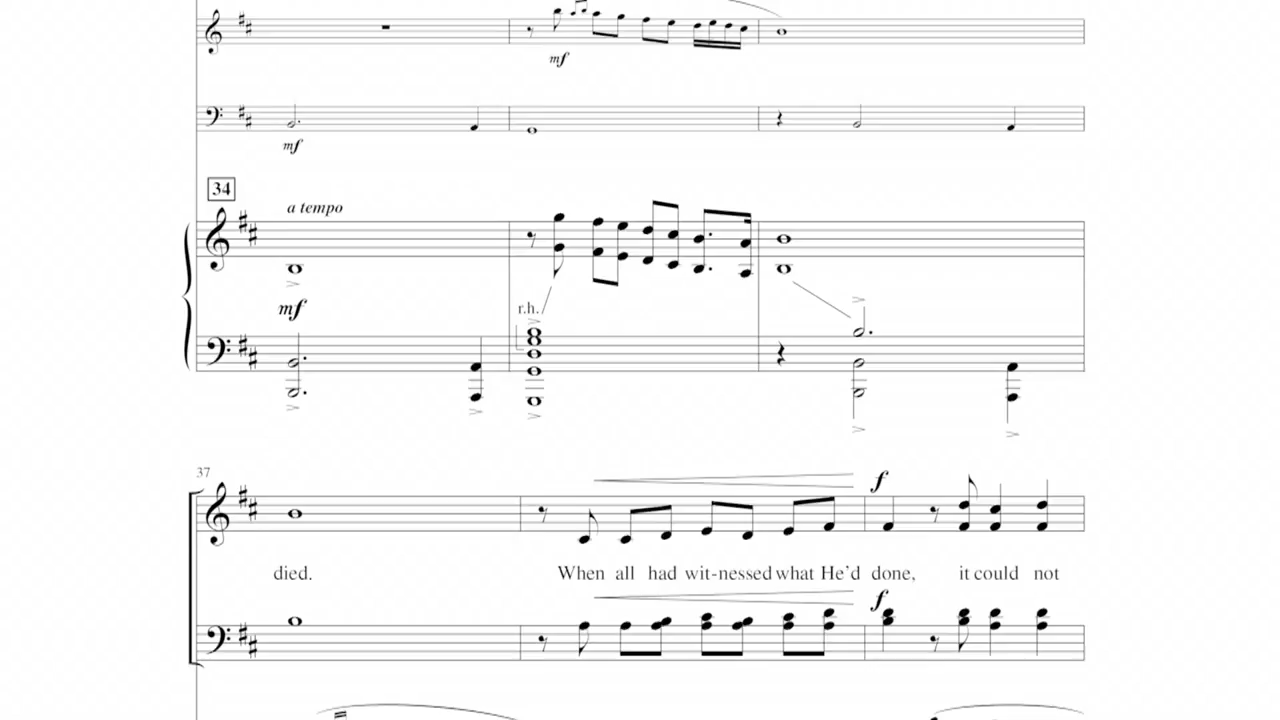 mf
mf
34
a tempo
mf
r.h.
37
f
died. When all had wit-nessed what He'd done, it could not
f